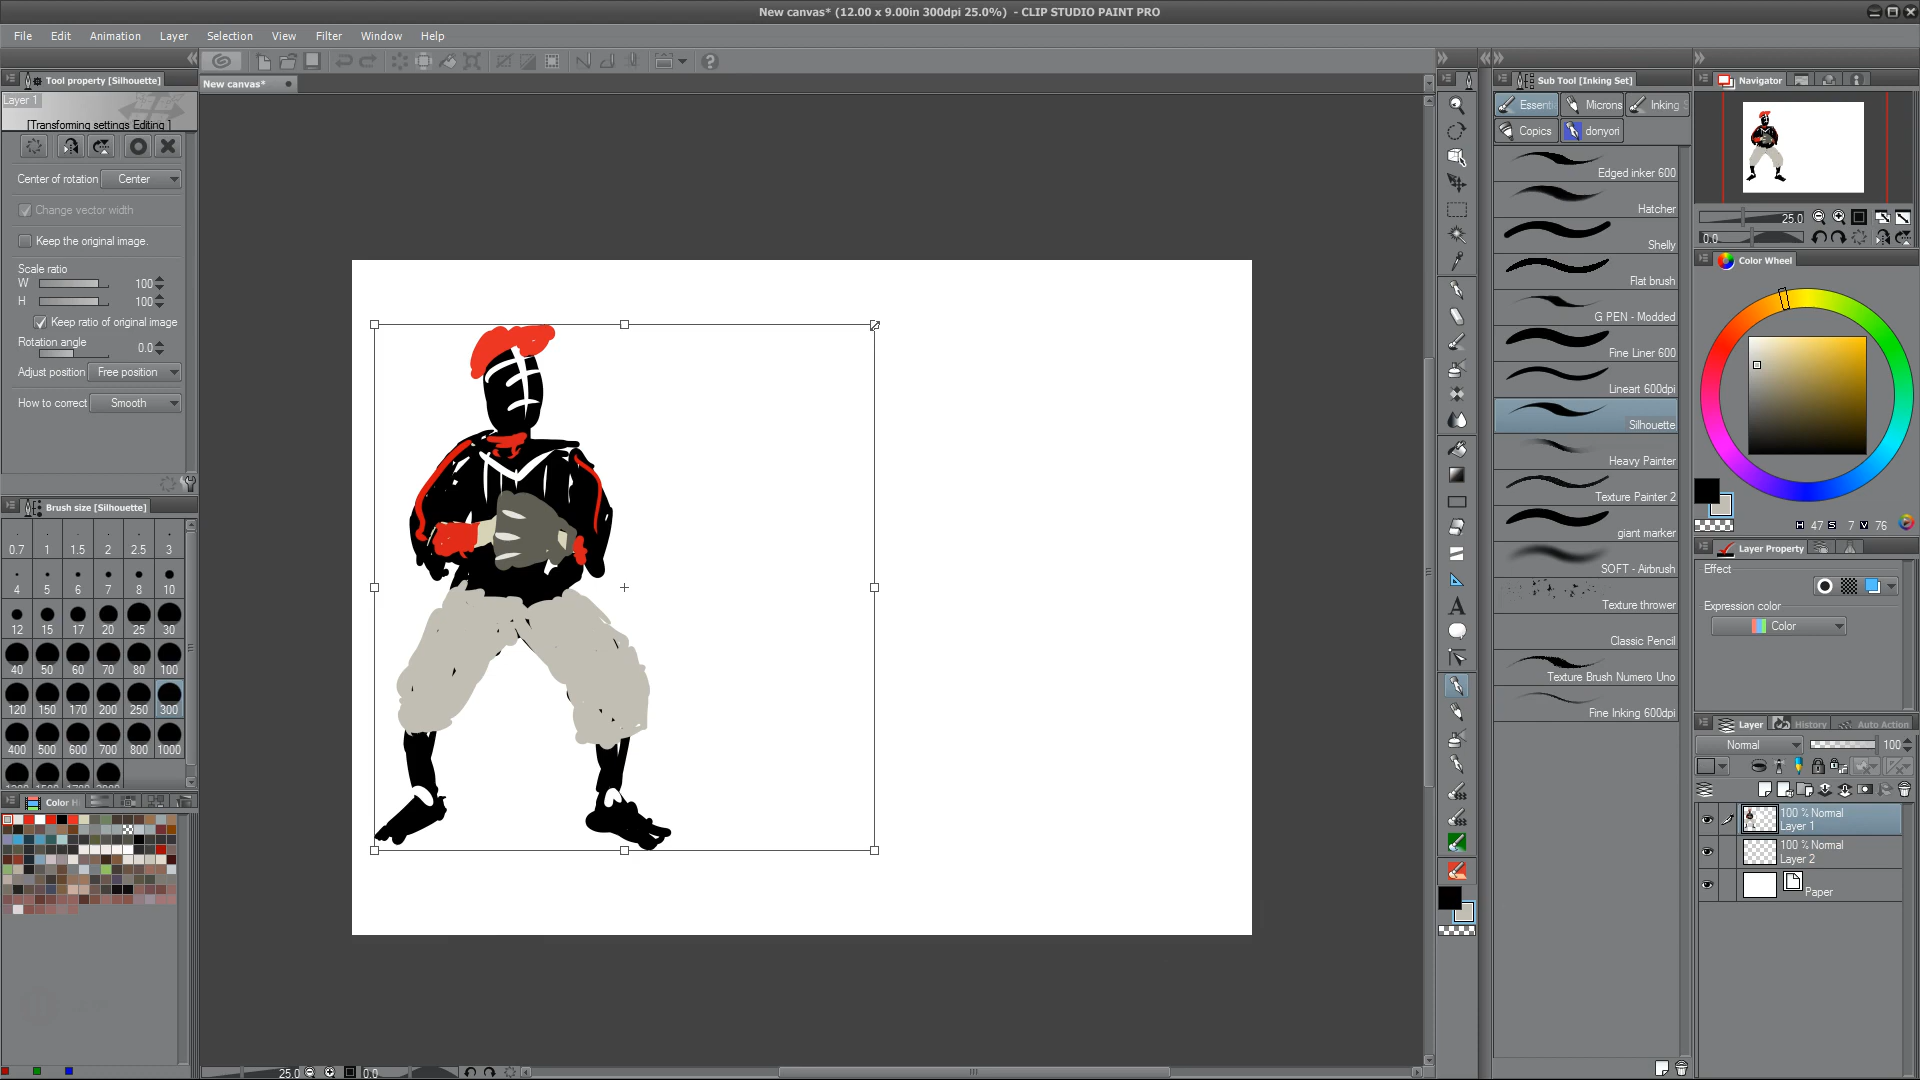 New canvas* (12.00 x 9.00in 300dpi 25.0%)  - CLIP STUDIO PAINT PRO
File Edit Animation Layer Selection View Filter Window Help
Tool property [Silhouette]
Layer 1
[Transforming settings Editing ]
Center of rotation Center
Change vector width
Keep the original image.
Scale ratio
W 100
H 100
Keep ratio of original image
Rotation angle 0.0
Adjust position Free position
How to correct Smooth
Brush size [Silhouette]
0.7 1 1.5 2 2.5 3
4 5 6 7 8 10
12 15 17 20 25 30
40 50 60 70 80 100
120 150 170 200 250 300
400 500 600 700 800 1000
Color H
New canvas*
25.0 0.0
Sub Tool [Inking Set]
Essenti Microns Inking S
Copics donyori
Edged inker 600
Hatcher
Shelly
Flat brush
G PEN - Modded
Fine Liner 600
Lineart 600dpi
Silhouette
Heavy Painter
Texture Painter 2
giant marker
SOFT - Airbrush
Texture thrower
Classic Pencil
Texture Brush Numero Uno
Fine Inking 600dpi
Navigator
25.0
0.0
Color Wheel
H 47 S 7 V 76
Layer Property
Effect
Expression color
Color
Layer History Auto Action
Normal 100
100 % Normal
Layer 1
100 % Normal
Layer 2
Paper